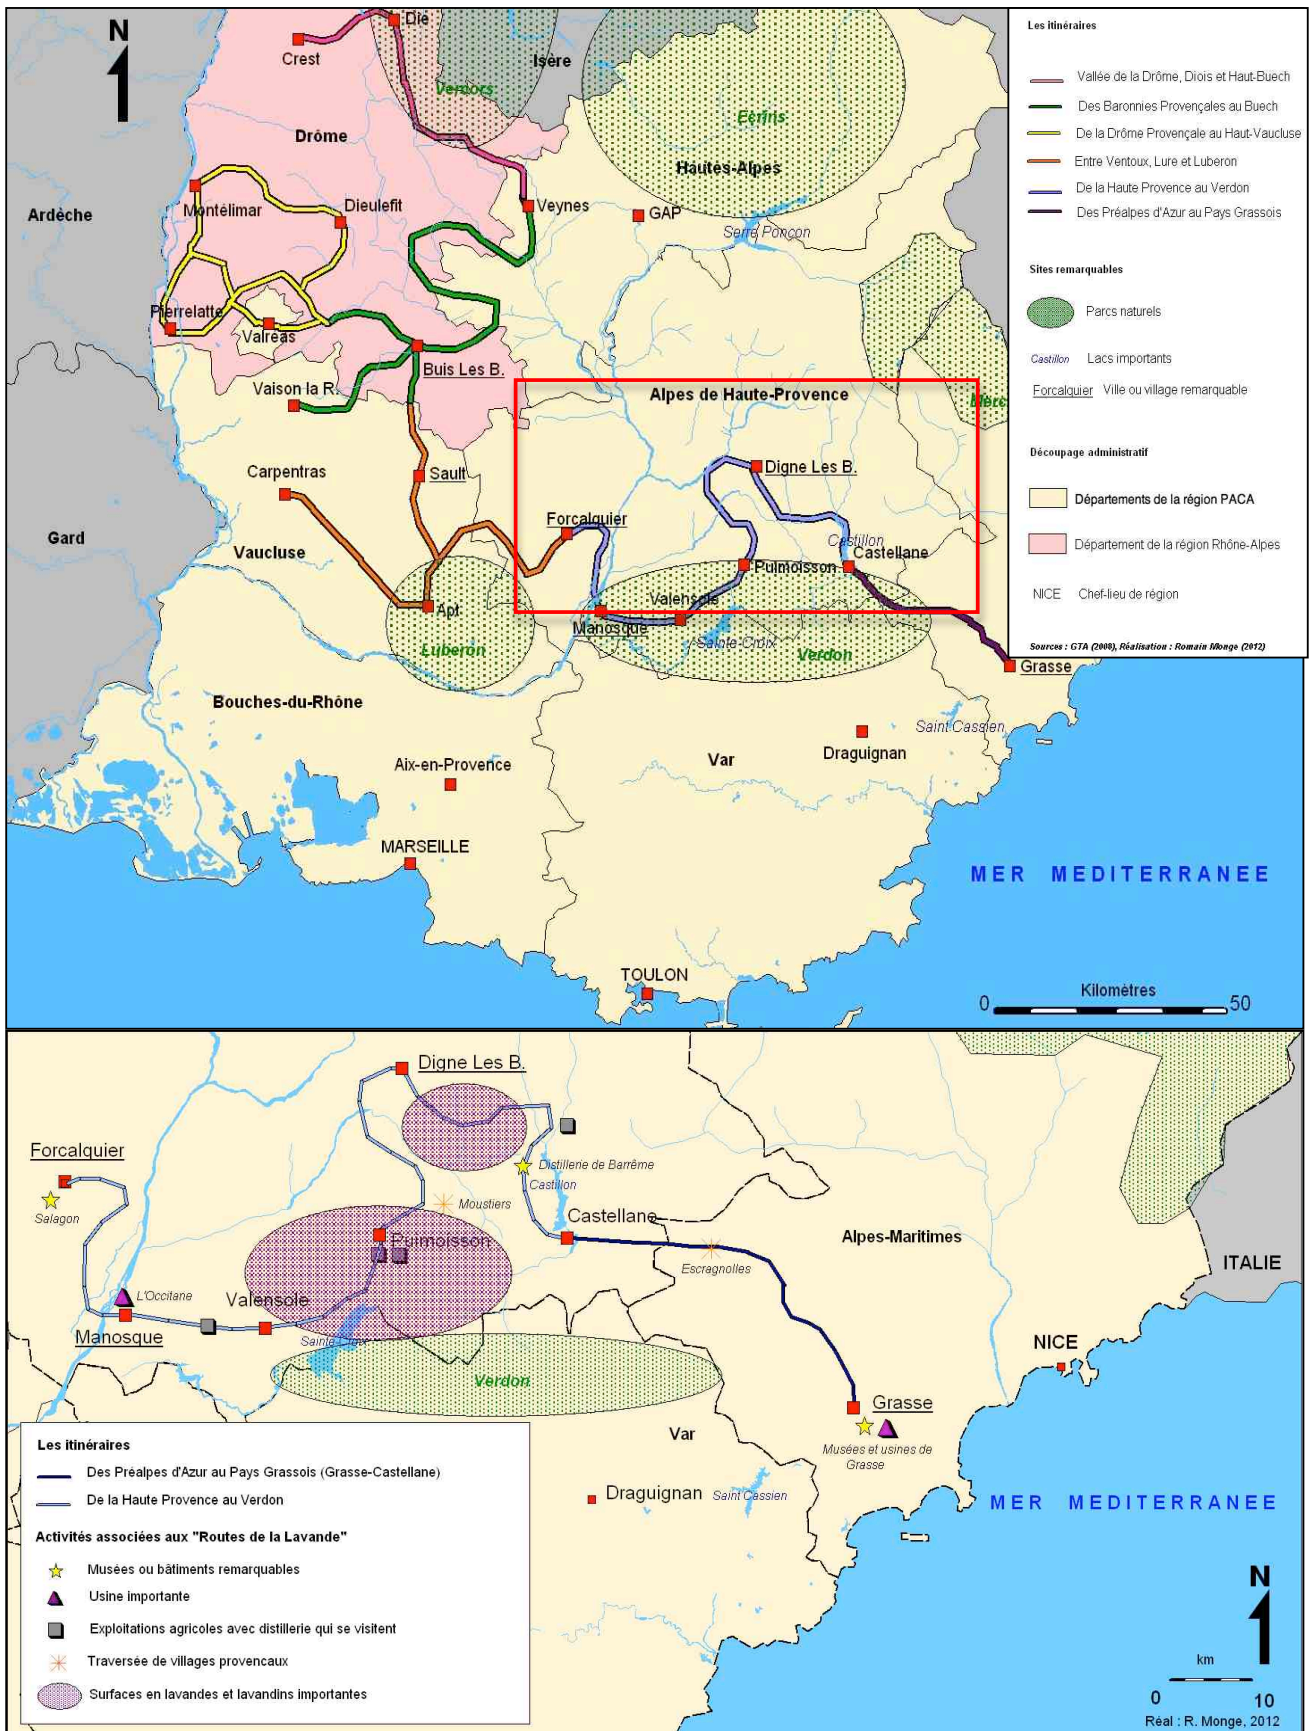 N
Die
Crest
Isère
Vercors
Ecrins
Drôme
Hautes-Alpes
Ardèche
Montélimar
Dieulefit
Veynes
GAP
Serre Ponçon
Pierrelatte
Valréas
Buis Les B.
Vaison la R.
Alpes de Haute-Provence
Merc
Carpentras
Sault
Digne Les B.
Forcalquier
Gard
Vaucluse
Castillon
Castellane
Puimoisson
Apt
Valensole
Manosque
Sainte-Croix
Luberon
Verdon
Grasse
Bouches-du-Rhône
Saint Cassien
Var
Draguignan
Aix-en-Provence
MARSEILLE
MER MEDITERRANEE
TOULON
Kilomètres
0 50
Les itinéraires
Vallée de la Drôme, Diois et Haut-Buech
Des Baronnies Provençales au Buech
De la Drôme Provençale au Haut-Vaucluse
Entre Ventoux, Lure et Luberon
De la Haute Provence au Verdon
Des Préalpes d'Azur au Pays Grassois
Sites remarquables
Parcs naturels
Castillon Lacs importants
Forcalquier Ville ou village remarquable
Découpage administratif
Départements de la région PACA
Département de la région Rhône-Alpes
NICE Chef-lieu de région
Sources : GTA (2008), Réalisation : Romain Monge (2012)
Digne Les B.
Forcalquier
Distillerie de Barrême
Castillon
Salagon
Moustiers
Castellane
Puimoisson
Alpes-Maritimes
ITALIE
Escragnolles
L'Occitane
Valensole
Manosque
Sainte-Croix
NICE
Verdon
Grasse
Var
Musées et usines de
Grasse
Draguignan
Saint Cassien
MER MEDITERRANEE
Les itinéraires
Des Préalpes d'Azur au Pays Grassois (Grasse-Castellane)
De la Haute Provence au Verdon
Activités associées aux "Routes de la Lavande"
Musées ou bâtiments remarquables
Usine importante
Exploitations agricoles avec distillerie qui se visitent
Traversée de villages provencaux
Surfaces en lavandes et lavandins importantes
N
km
0 10
Réal : R. Monge, 2012